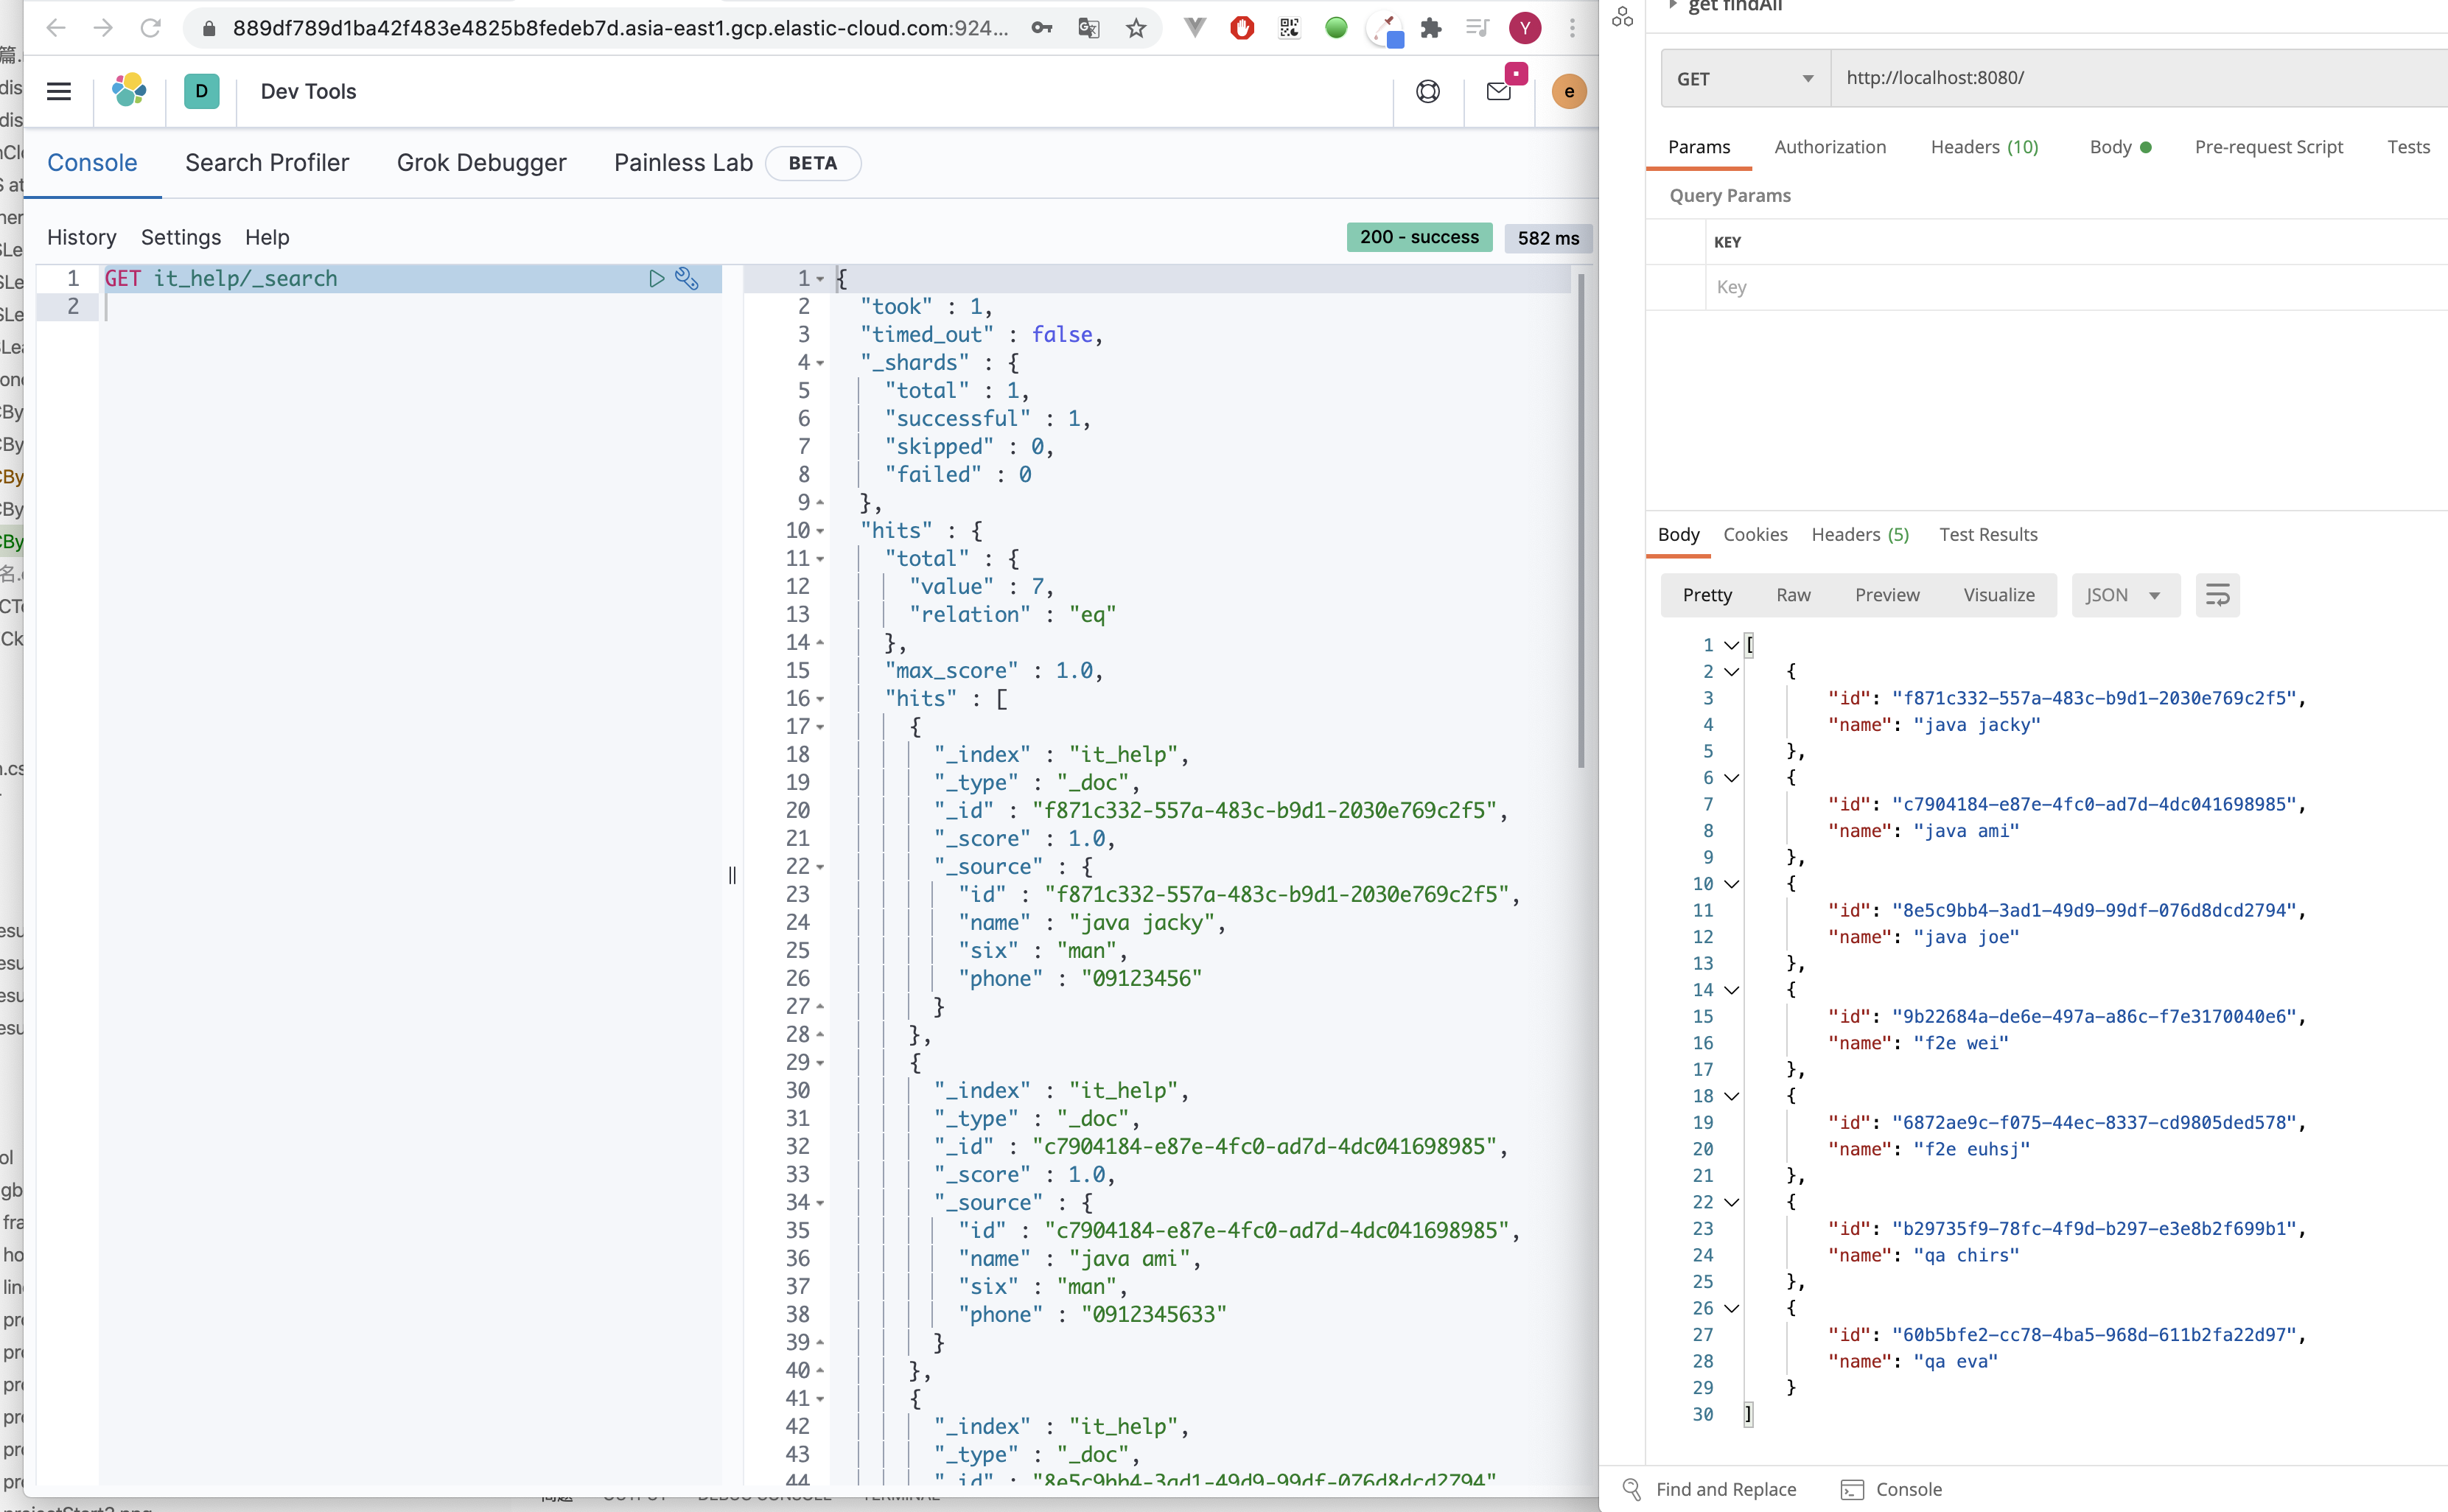 889df789d1ba42f483e4825b8fedeb7d.asia-east1.gcp.elastic-cloud.com:924...
Y
D
Dev Tools
e
Console
Search Profiler
Grok Debugger
Painless Lab
BETA
History
Settings
Help
200 - success
582 ms
1 GET it_help/_search
2
1 {
2 "took" : 1,
3 "timed_out" : false,
4 "_shards" : {
5 "total" : 1,
6 "successful" : 1,
7 "skipped" : 0,
8 "failed" : 0
9 },
10 "hits" : {
11 "total" : {
12 "value" : 7,
13 "relation" : "eq"
14 },
15 "max_score" : 1.0,
16 "hits" : [
17 {
18 "_index" : "it_help",
19 "_type" : "_doc",
20 "_id" : "f871c332-557a-483c-b9d1-2030e769c2f5",
21 "_score" : 1.0,
22 "_source" : {
23 "id" : "f871c332-557a-483c-b9d1-2030e769c2f5",
24 "name" : "java jacky",
25 "six" : "man",
26 "phone" : "09123456"
27 }
28 },
29 {
30 "_index" : "it_help",
31 "_type" : "_doc",
32 "_id" : "c7904184-e87e-4fc0-ad7d-4dc041698985",
33 "_score" : 1.0,
34 "_source" : {
35 "id" : "c7904184-e87e-4fc0-ad7d-4dc041698985",
36 "name" : "java ami",
37 "six" : "man",
38 "phone" : "0912345633"
39 }
40 },
41 {
42 "_index" : "it_help",
43 "_type" : "_doc",
44 "_id" : "8e5c9bb4-3ad1-49d9-99df-076d8dcd2794"
get findAll
GET
http://localhost:8080/
Params
Authorization
Headers (10)
Body
Pre-request Script
Tests
Query Params
KEY
Key
Body
Cookies
Headers (5)
Test Results
Pretty
Raw
Preview
Visualize
JSON
1 [
2 {
3 "id": "f871c332-557a-483c-b9d1-2030e769c2f5",
4 "name": "java jacky"
5 },
6 {
7 "id": "c7904184-e87e-4fc0-ad7d-4dc041698985",
8 "name": "java ami"
9 },
10 {
11 "id": "8e5c9bb4-3ad1-49d9-99df-076d8dcd2794",
12 "name": "java joe"
13 },
14 {
15 "id": "9b22684a-de6e-497a-a86c-f7e3170040e6",
16 "name": "f2e wei"
17 },
18 {
19 "id": "6872ae9c-f075-44ec-8337-cd9805ded578",
20 "name": "f2e euhsj"
21 },
22 {
23 "id": "b29735f9-78fc-4f9d-b297-e3e8b2f699b1",
24 "name": "qa chirs"
25 },
26 {
27 "id": "60b5bfe2-cc78-4ba5-968d-611b2fa22d97",
28 "name": "qa eva"
29 }
30 ]
Find and Replace
Console